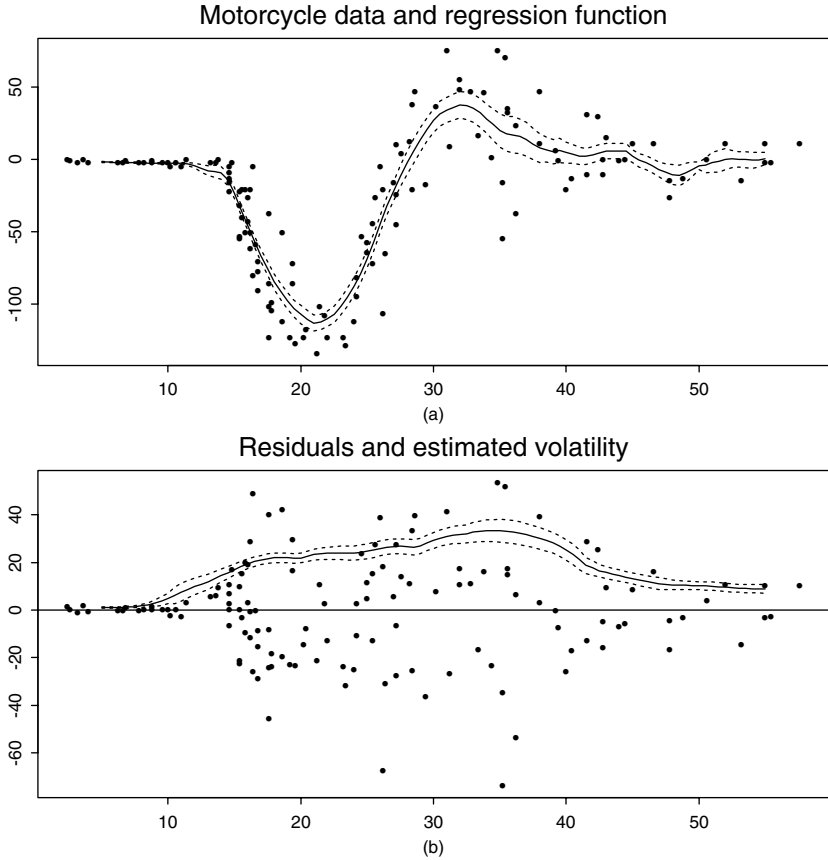 Motorcycle data and regression function
50
0
-50
-100
10 20 30 40 50
(a)
Residuals and estimated volatility
40
20
0
-20
-40
-60
10 20 30 40 50
(b)